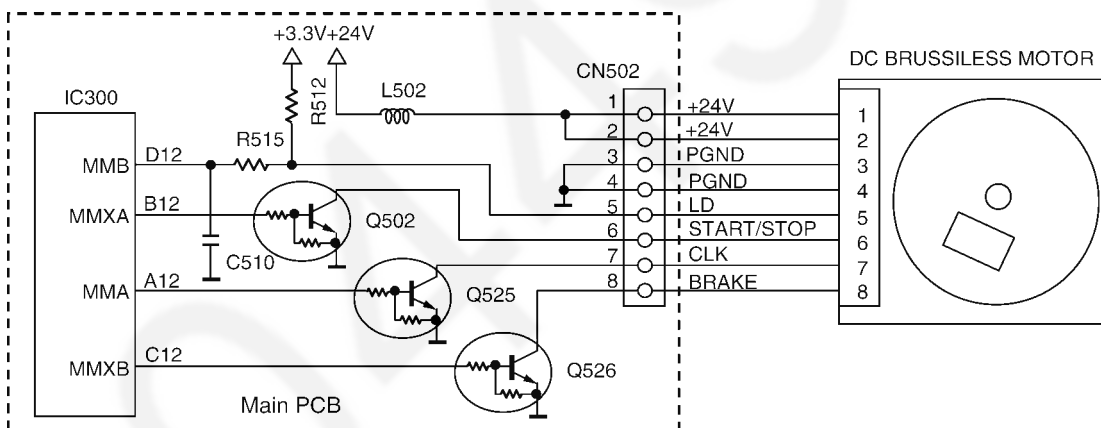 +3.3V +24V
DC BRUSSILESS MOTOR
CN502
IC300
R512
L502
1 +24V 1
R515
2 +24V 2
MMB D12
3 PGND 3
4 PGND 4
MMXA B12
Q502
5 LD 5
6 START/STOP 6
C510
7 CLK 7
MMA A12
Q525
8 BRAKE 8
MMXB C12
Q526
Main PCB